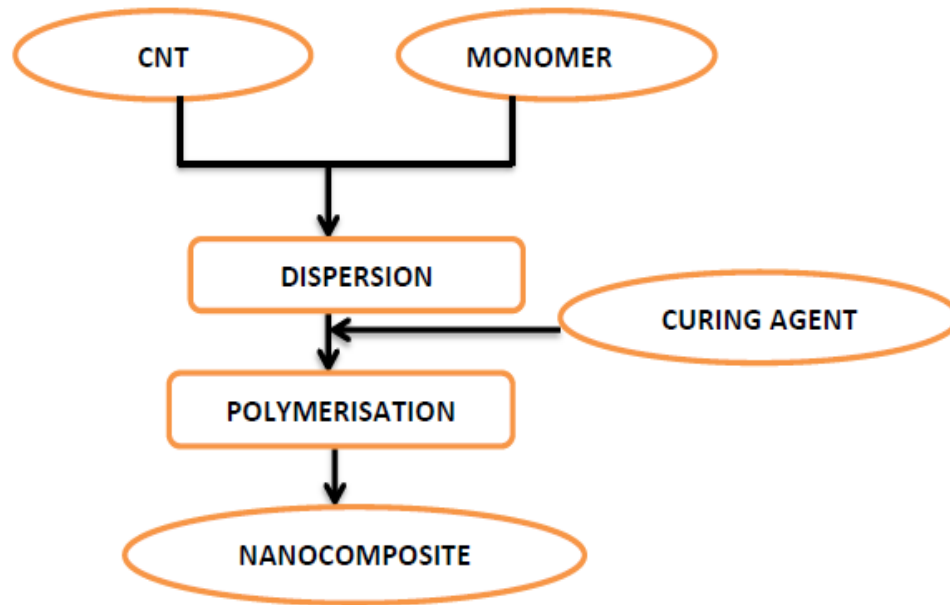 CNT
MONOMER
DISPERSION
CURING AGENT
POLYMERISATION
NANOCOMPOSITE